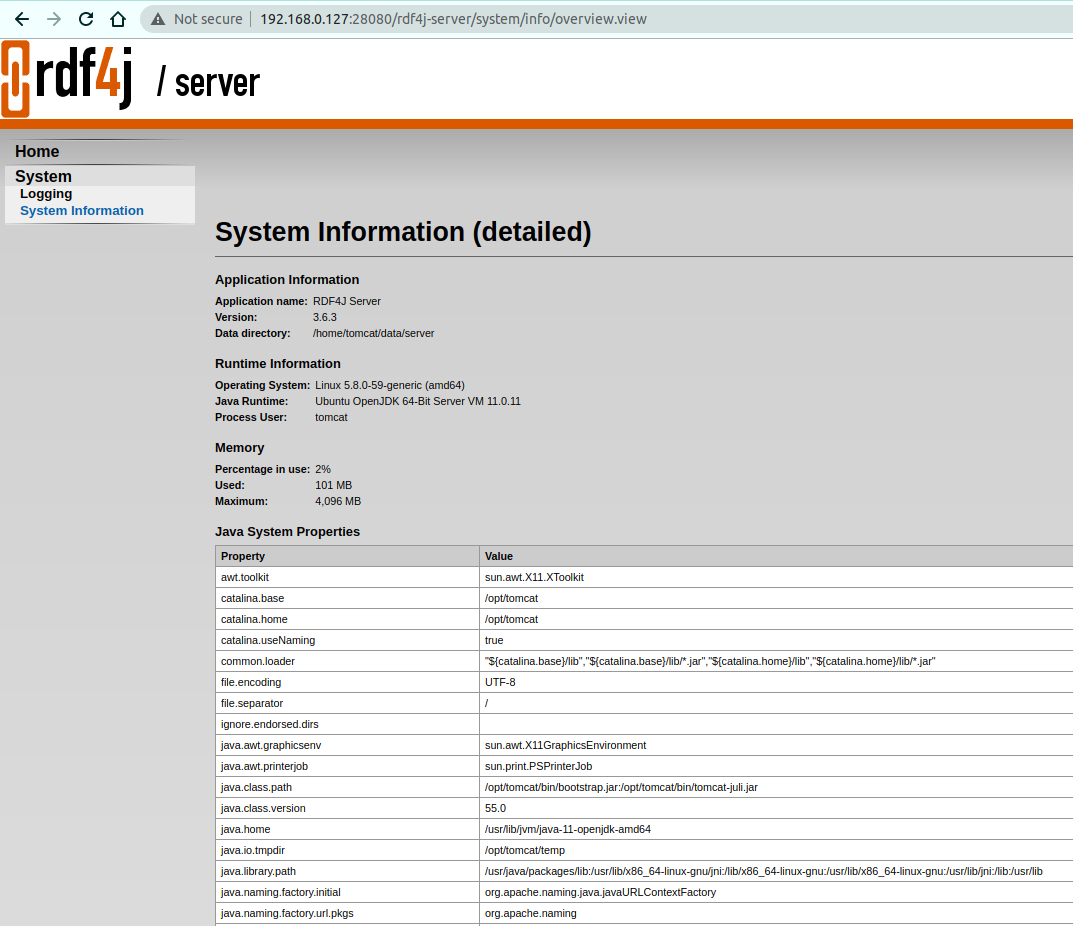 Not secure | 192.168.0.127:28080/rdf4j-server/system/info/overview.view
rdf4j / server
Home
System
Logging
System Information
System Information (detailed)
Application Information
Application name: RDF4J Server
Version: 3.6.3
Data directory: /home/tomcat/data/server
Runtime Information
Operating System: Linux 5.8.0-59-generic (amd64)
Java Runtime: Ubuntu OpenJDK 64-Bit Server VM 11.0.11
Process User: tomcat
Memory
Percentage in use: 2%
Used: 101 MB
Maximum: 4,096 MB
Java System Properties
Property Value
awt.toolkit sun.awt.X11.XToolkit
catalina.base /opt/tomcat
catalina.home /opt/tomcat
catalina.useNaming true
common.loader "${catalina.base}/lib","${catalina.base}/lib/*.jar","${catalina.home}/lib","${catalina.home}/lib/*.jar"
file.encoding UTF-8
file.separator /
ignore.endorsed.dirs
java.awt.graphicsenv sun.awt.X11GraphicsEnvironment
java.awt.printerjob sun.print.PSPrinterJob
java.class.path /opt/tomcat/bin/bootstrap.jar:/opt/tomcat/bin/tomcat-juli.jar
java.class.version 55.0
java.home /usr/lib/jvm/java-11-openjdk-amd64
java.io.tmpdir /opt/tomcat/temp
java.library.path /usr/java/packages/lib:/usr/lib/x86_64-linux-gnu/jni:/lib/x86_64-linux-gnu:/usr/lib/x86_64-linux-gnu:/usr/lib/jni:/lib:/usr/lib
java.naming.factory.initial org.apache.naming.java.javaURLContextFactory
java.naming.factory.url.pkgs org.apache.naming